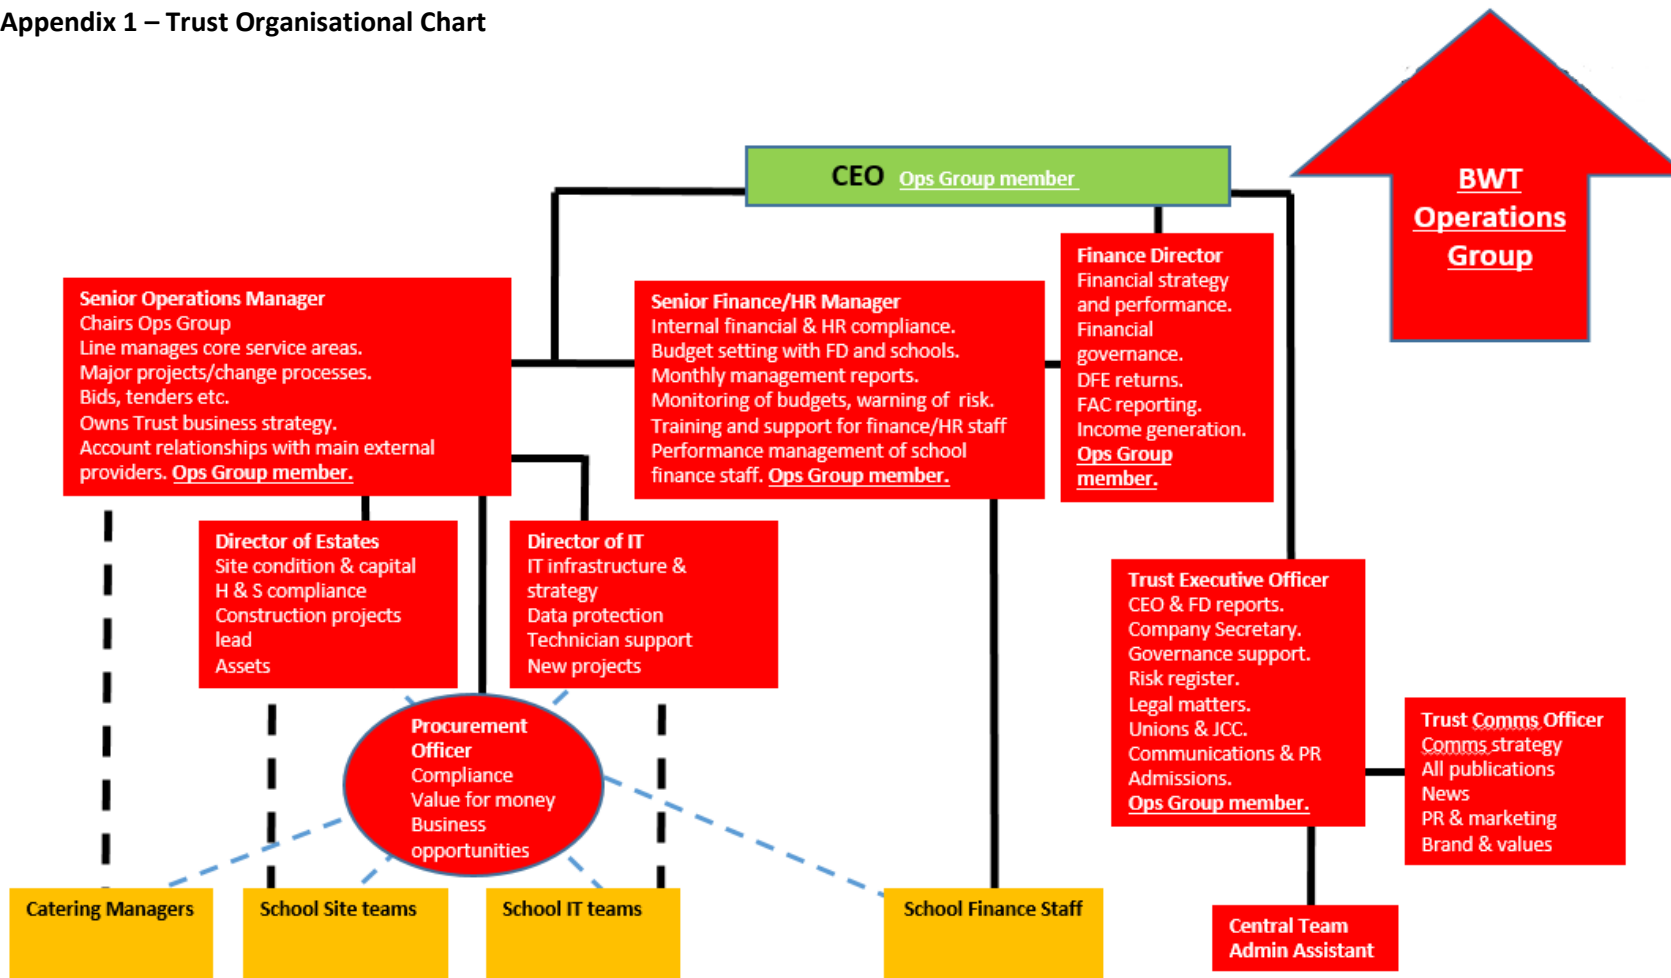 Appendix 1 – Trust Organisational Chart
BWT
Operations
Group
CEO Ops Group member
Finance Director
Financial strategy
and performance.
Financial
governance.
DFE returns.
FAC reporting.
Income generation.
Ops Group
member.
Senior Operations Manager
Chairs Ops Group
Line manages core service areas.
Major projects/change processes.
Bids, tenders etc.
Owns Trust business strategy.
Account relationships with main external
providers. Ops Group member.
Senior Finance/HR Manager
Internal financial & HR compliance.
Budget setting with FD and schools.
Monthly management reports.
Monitoring of budgets, warning of risk.
Training and support for finance/HR staff
Performance management of school
finance staff. Ops Group member.
Director of Estates
Site condition & capital
H & S compliance
Construction projects
lead
Assets
Director of IT
IT infrastructure &
strategy
Data protection
Technician support
New projects
Trust Executive Officer
CEO & FD reports.
Company Secretary.
Governance support.
Risk register.
Legal matters.
Unions & JCC.
Communications & PR
Admissions.
Ops Group member.
Procurement
Officer
Compliance
Value for money
Business
opportunities
Trust Comms Officer
Comms strategy
All publications
News
PR & marketing
Brand & values
Catering Managers
School Site teams
School IT teams
School Finance Staff
Central Team
Admin Assistant